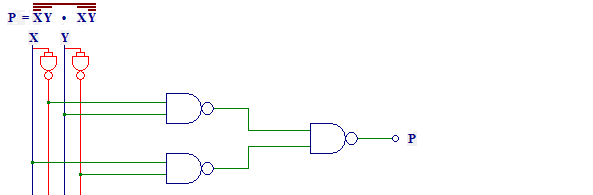 P = XY • XY
X Y
P